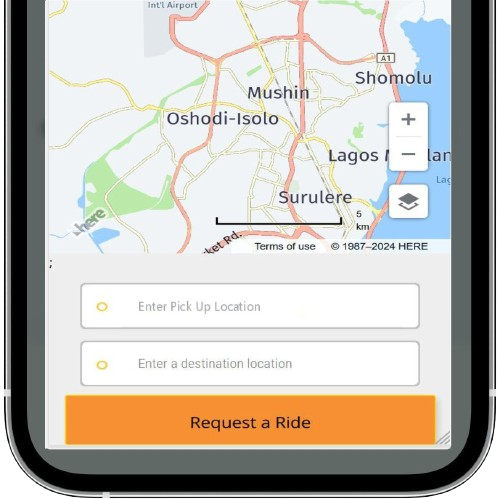 Int'l Airport
A1
Shomolu
Mushin
Oshodi-Isolo
+
Lagos
−
Lag
Surulere
5
km
here
ket Rd.
Terms of use © 1987–2024 HERE
;
Enter Pick Up Location
Enter a destination location
Request a Ride